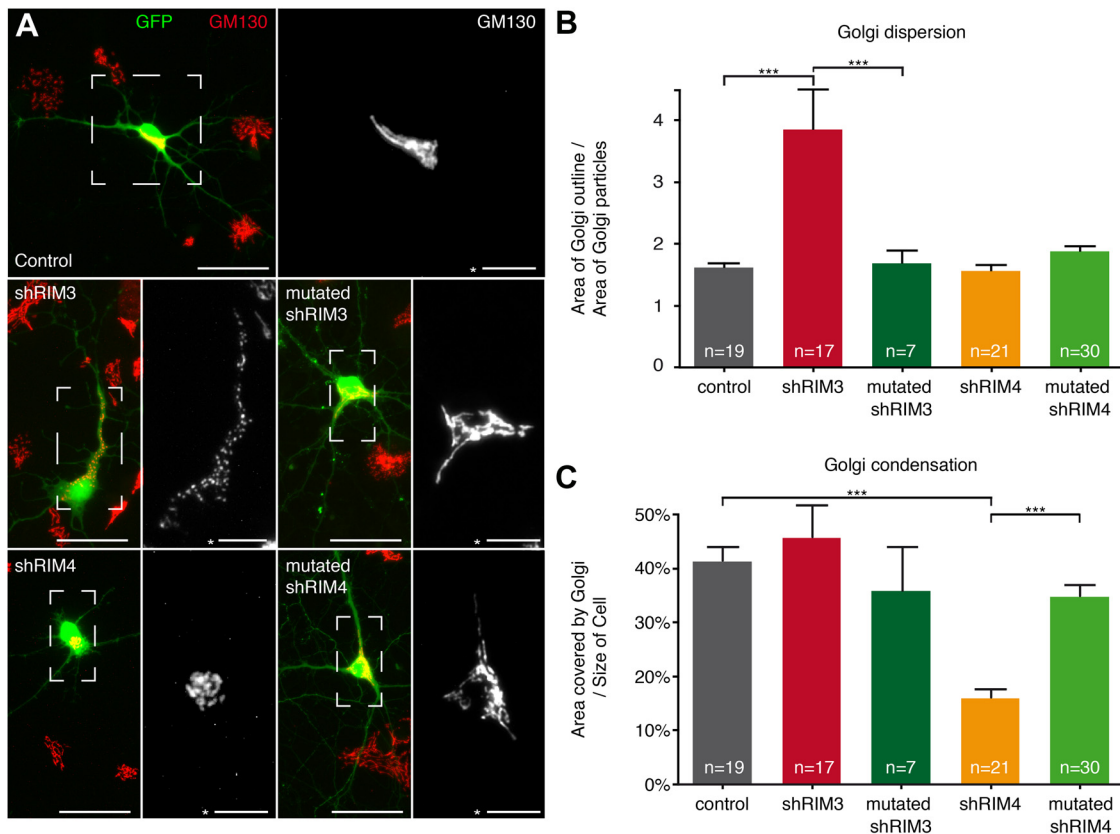 A
GFP
GM130
GM130
Control
*
shRIM3
mutated
shRIM3
*
*
shRIM4
mutated
shRIM4
*
*
B
Golgi dispersion
***
***
Area of Golgi outline /
Area of Golgi particles
4
3
2
1
0
n=19
n=17
n=7
n=21
n=30
control
shRIM3
mutated
shRIM3
shRIM4
mutated
shRIM4
C
Golgi condensation
***
***
Area covered by Golgi
/ Size of Cell
50%
40%
30%
20%
10%
0%
n=19
n=17
n=7
n=21
n=30
control
shRIM3
mutated
shRIM3
shRIM4
mutated
shRIM4